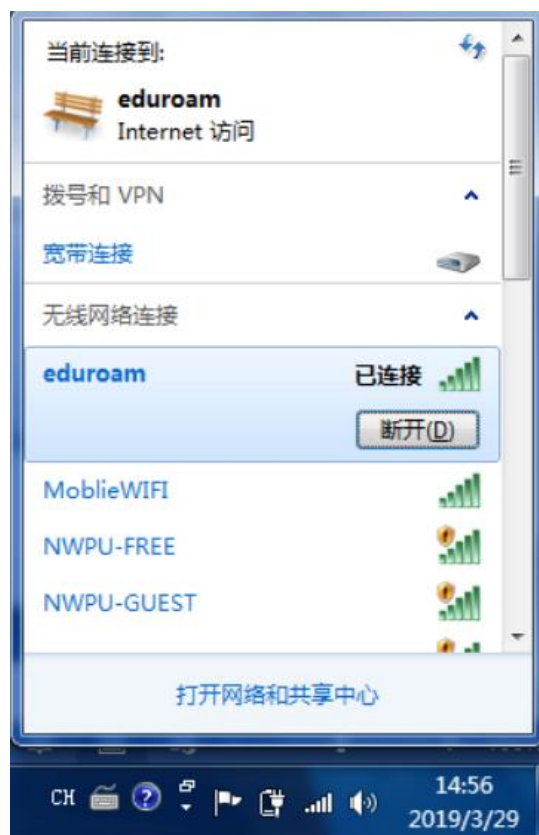 当前连接到:
eduroam
Internet 访问
拨号和 VPN
宽带连接
无线网络连接
eduroam 已连接
断开(D)
MoblieWIFI
NWPU-FREE
NWPU-GUEST
打开网络和共享中心
CH 14:56
2019/3/29